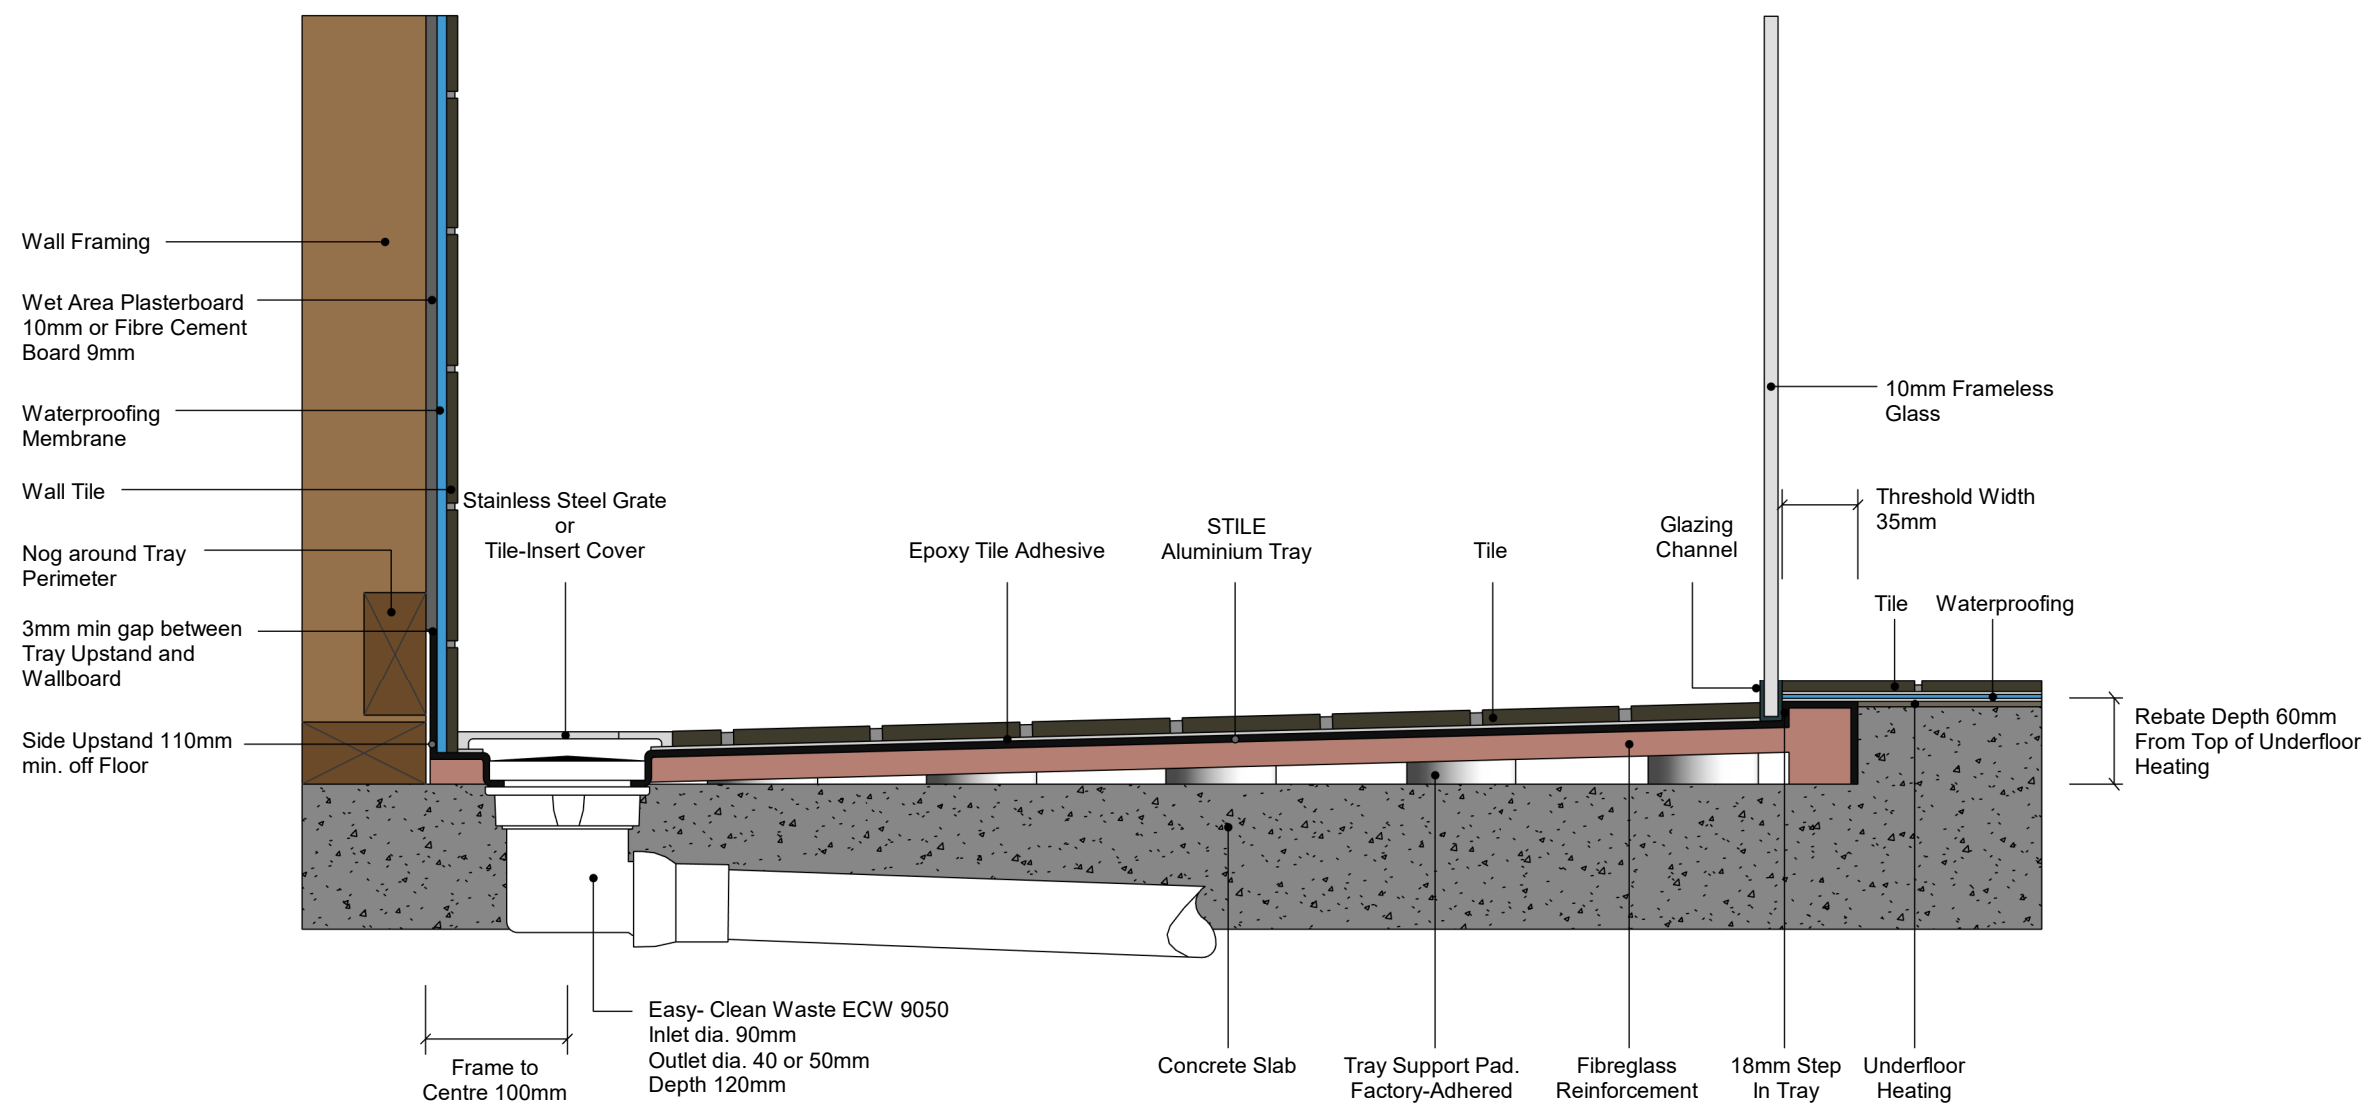 Wall Framing
Wet Area Plasterboard
10mm or Fibre Cement
Board 9mm
Waterproofing
Membrane
Wall Tile
Nog around Tray
Perimeter
3mm min gap between
Tray Upstand and
Wallboard
Side Upstand 110mm
min. off Floor
Stainless Steel Grate
or
Tile-Insert Cover
Epoxy Tile Adhesive
STILE
Aluminium Tray
Tile
Glazing
Channel
10mm Frameless
Glass
Threshold Width
35mm
Tile
Waterproofing
Rebate Depth 60mm
From Top of Underfloor
Heating
Frame to
Centre 100mm
Easy- Clean Waste ECW 9050
Inlet dia. 90mm
Outlet dia. 40 or 50mm
Depth 120mm
Concrete Slab
Tray Support Pad.
Factory-Adhered
Fibreglass
Reinforcement
18mm Step
In Tray
Underfloor
Heating